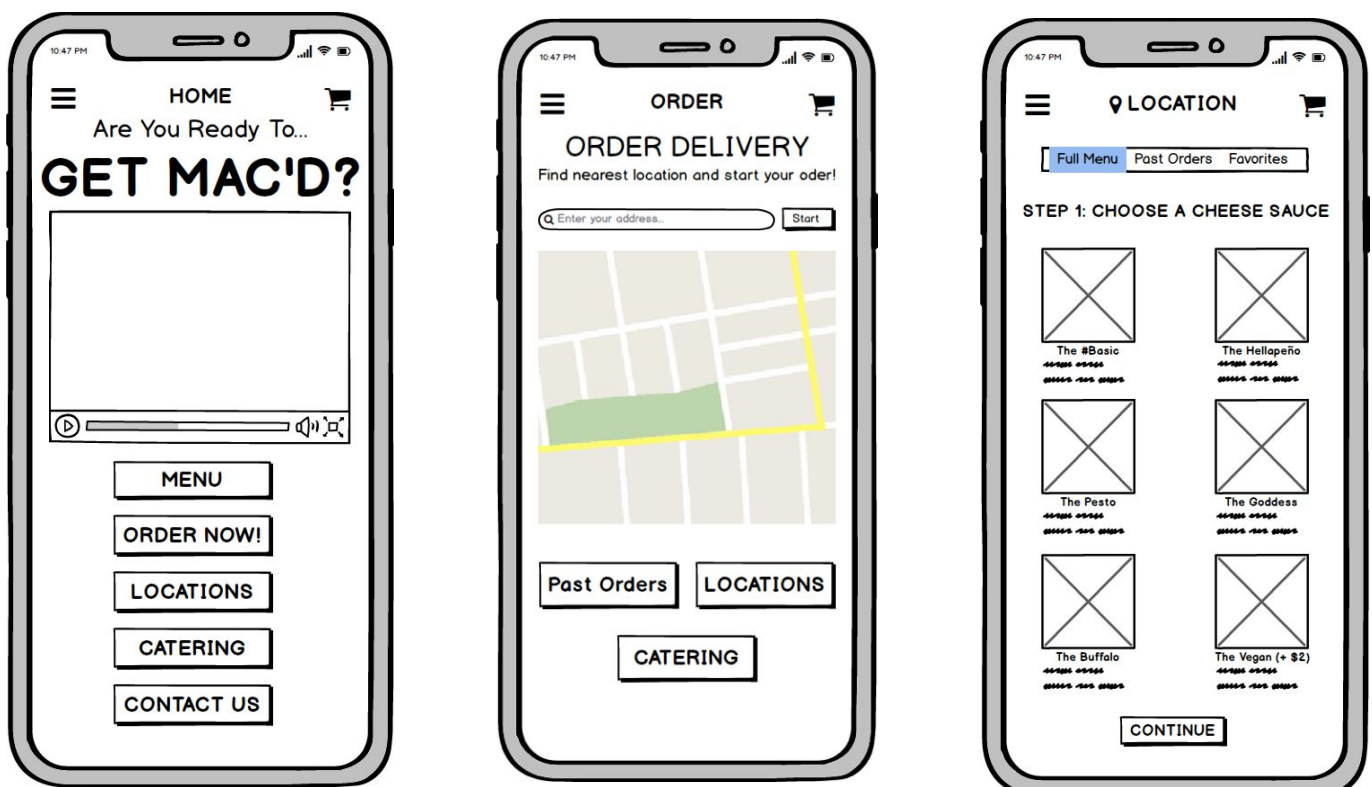 10:47 PM
HOME
Are You Ready To...
GET MAC'D?
MENU
ORDER NOW!
LOCATIONS
CATERING
CONTACT US
10:47 PM
ORDER
ORDER DELIVERY
Find nearest location and start your oder!
Enter your address... Start
Past Orders LOCATIONS
CATERING
10:47 PM
LOCATION
Full Menu Past Orders Favorites
STEP 1: CHOOSE A CHEESE SAUCE
The #Basic The Hellapeño
The Pesto The Goddess
The Buffalo The Vegan (+ $2)
CONTINUE